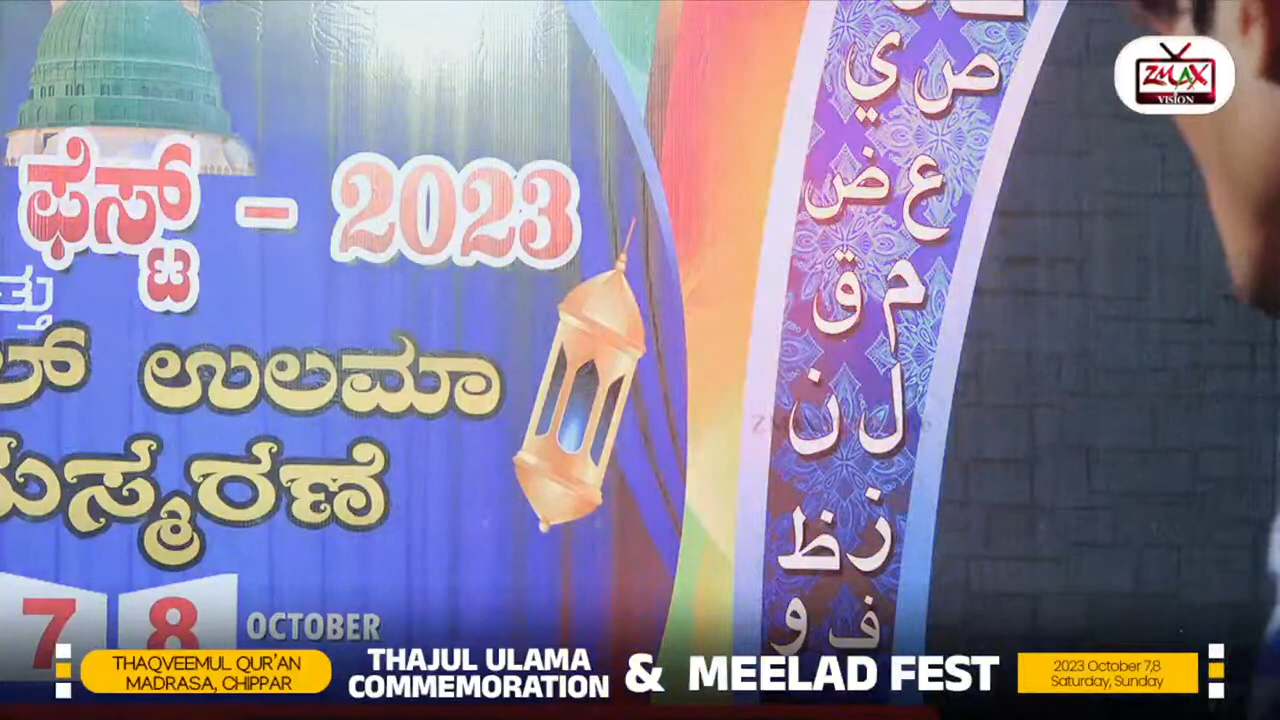 ZMAX
VISION
ಫೆಸ್ಟ್ - 2023
ಉಲಮಾ
7 8 OCTOBER
ص ي
ع ض
م ق
ل ن
ز ظ
ف و
THAQVEEMUL QUR'AN
MADRASA, CHIPPAR
THAJUL ULAMA
COMMEMORATION
& MEELAD FEST
2023 October 7,8
Saturday, Sunday